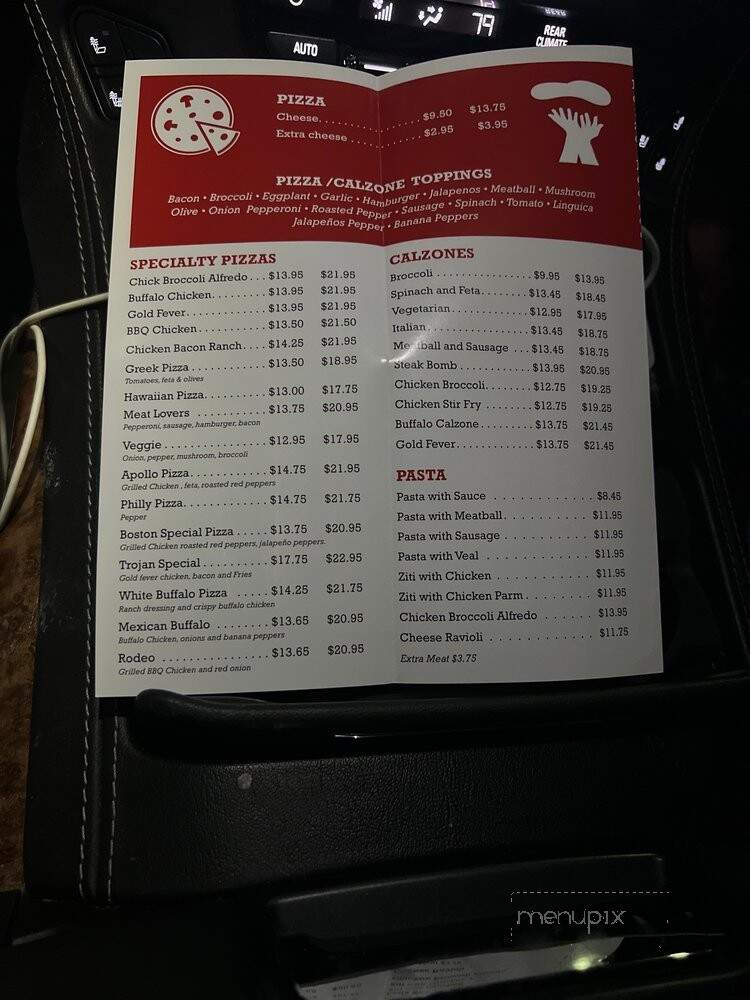 79
AUTO
REAR
CLIMATE
PIZZA
Cheese. . . . . . . . . . . . . . . $9.50 $13.75
Extra cheese . . . . . . . . . . $2.95 $3.95
PIZZA /CALZONE TOPPINGS
Bacon • Broccoli • Eggplant • Garlic • Hamburger • Jalapenos • Meatball • Mushroom
Olive • Onion Pepperoni • Roasted Pepper • Sausage • Spinach • Tomato • Linguica
Jalapeños Pepper • Banana Peppers
SPECIALTY PIZZAS
Chick Broccoli Alfredo . . . $13.95 $21.95
Buffalo Chicken. . . . . . . . . $13.95 $21.95
Gold Fever. . . . . . . . . . . . . $13.95 $21.95
BBQ Chicken. . . . . . . . . . . $13.50 $21.50
Chicken Bacon Ranch. . . . $14.25 $21.95
Greek Pizza . . . . . . . . . . . . $13.50 $18.95
Tomatoes, feta & olives
Hawaiian Pizza. . . . . . . . . . $13.00 $17.75
Meat Lovers . . . . . . . . . . . $13.75 $20.95
Pepperoni, sausage, hamburger, bacon
Veggie . . . . . . . . . . . . . . . . $12.95 $17.95
Onion, pepper, mushroom, broccoli
Apollo Pizza. . . . . . . . . . . . $14.75 $21.95
Grilled Chicken , feta, roasted red peppers
Philly Pizza. . . . . . . . . . . . . $14.75 $21.75
Pepper
Boston Special Pizza . . . . . $13.75 $20.95
Grilled Chicken roasted red peppers, jalapeño peppers.
Trojan Special . . . . . . . . . . $17.75 $22.95
Gold fever chicken, bacon and Fries
White Buffalo Pizza . . . . . $14.25 $21.75
Ranch dressing and crispy buffalo chicken
Mexican Buffalo . . . . . . . . $13.65 $20.95
Buffalo Chicken, onions and banana peppers
Rodeo . . . . . . . . . . . . . . . . $13.65 $20.95
Grilled BBQ Chicken and red onion
CALZONES
Broccoli . . . . . . . . . . . . . . . $9.95 $13.95
Spinach and Feta. . . . . . . . $13.45 $18.45
Vegetarian. . . . . . . . . . . . . $12.95 $17.95
Italian . . . . . . . . . . . . . . . . $13.45 $18.75
Meatball and Sausage . . . $13.45 $18.75
Steak Bomb . . . . . . . . . . . . $13.95 $20.95
Chicken Broccoli. . . . . . . . $12.75 $19.25
Chicken Stir Fry . . . . . . . . $12.75 $19.25
Buffalo Calzone. . . . . . . . . $13.75 $21.45
Gold Fever. . . . . . . . . . . . . $13.75 $21.45
PASTA
Pasta with Sauce . . . . . . . . . . . . $8.45
Pasta with Meatball. . . . . . . . . . . $11.95
Pasta with Sausage . . . . . . . . . . . $11.95
Pasta with Veal . . . . . . . . . . . . . $11.95
Ziti with Chicken . . . . . . . . . . . . $11.95
Ziti with Chicken Parm. . . . . . . . . $11.95
Chicken Broccoli Alfredo . . . . . . $13.95
Cheese Ravioli . . . . . . . . . . . . . $11.75
Extra Meat $3.75
menupix